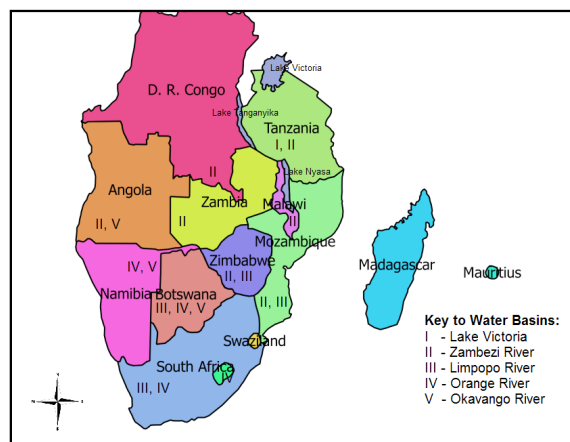 Lake Victoria
D. R. Congo
Lake Tanganyika
Tanzania
I, II
II
Lake Nyasa
Angola
II, V
II
Zambia
Malawi
II
Mozambique
Zimbabwe
II, III
IV, V
Namibia
Botswana
III, IV, V
II, III
Madagascar
Mauritius
Swaziland
South Africa
IV
III, IV
Key to Water Basins:
I - Lake Victoria
II - Zambezi River
III - Limpopo River
IV - Orange River
V - Okavango River